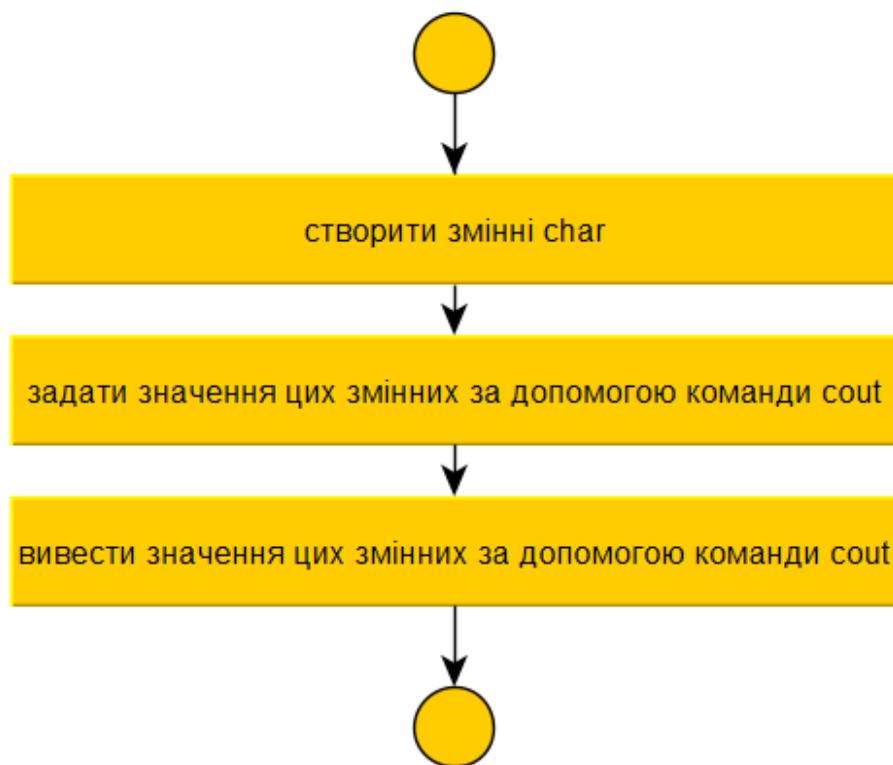 створити змінні char
задати значення цих змінних за допомогою команди cout
вивести значення цих змінних за допомогою команди cout